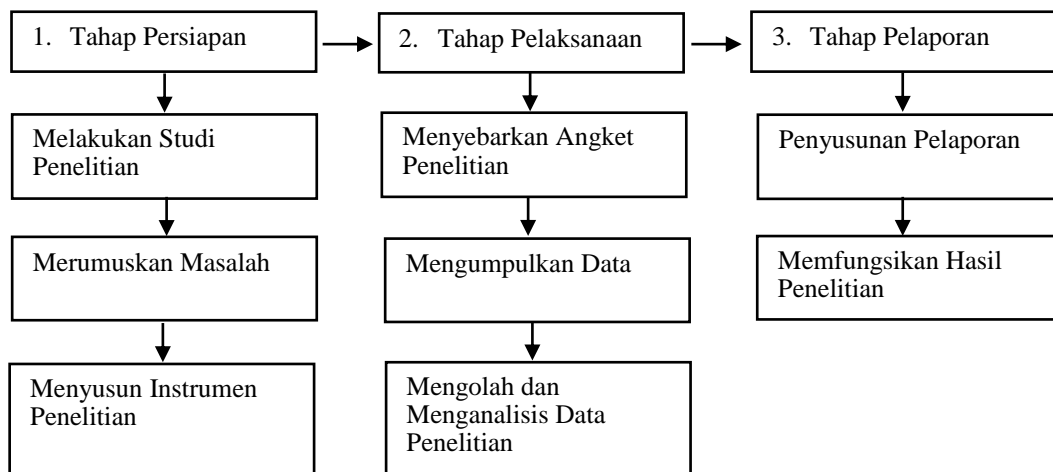 1. Tahap Persiapan
2. Tahap Pelaksanaan
3. Tahap Pelaporan
Melakukan Studi
Penelitian
Menyebarkan Angket
Penelitian
Penyusunan Pelaporan
Merumuskan Masalah
Mengumpulkan Data
Memfungsikan Hasil
Penelitian
Menyusun Instrumen
Penelitian
Mengolah dan
Menganalisis Data
Penelitian